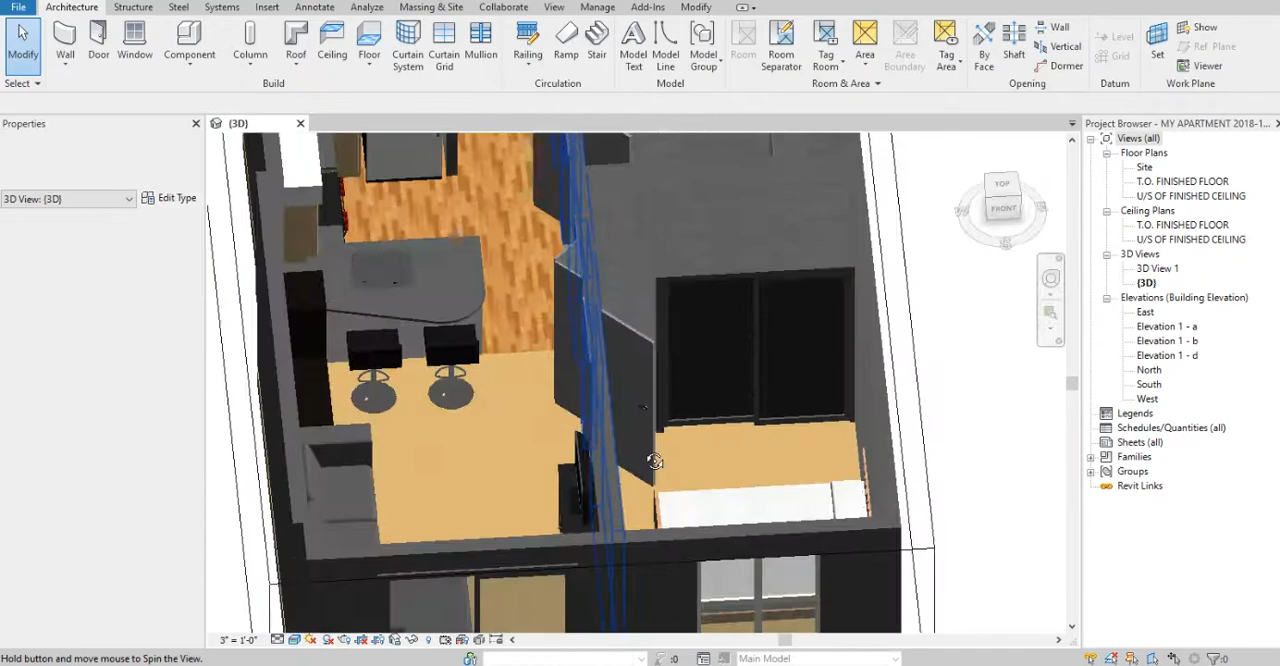 File Architecture Structure Steel Systems Insert Annotate Analyze Massing & Site Collaborate View Manage Add-Ins Modify
Modify Wall Door Window Component Column Roof Ceiling Floor Curtain System Curtain Grid Mullion Railing Ramp Stair Model Text Model Line Model Group Room Room Separator Tag Room Area Area Boundary Tag Area By Face Shaft Wall Vertical Dormer Level Grid Set Show Ref Plane Viewer
Select Build Circulation Model Room & Area Opening Datum Work Plane
Properties
3D View: {3D}
Edit Type
{3D}
TOP
FRONT
Project Browser - MY APARTMENT 2018-1...
Views (all)
Floor Plans
Site
T.O. FINISHED FLOOR
U/S OF FINISHED CEILING
Ceiling Plans
T.O. FINISHED FLOOR
U/S OF FINISHED CEILING
3D Views
3D View 1
{3D}
Elevations (Building Elevation)
East
Elevation 1 - a
Elevation 1 - b
Elevation 1 - d
North
South
West
Legends
Schedules/Quantities (all)
Sheets (all)
Families
Groups
Revit Links
3" = 1'-0"
Hold button and move mouse to Spin the View.
:0
Main Model
:0